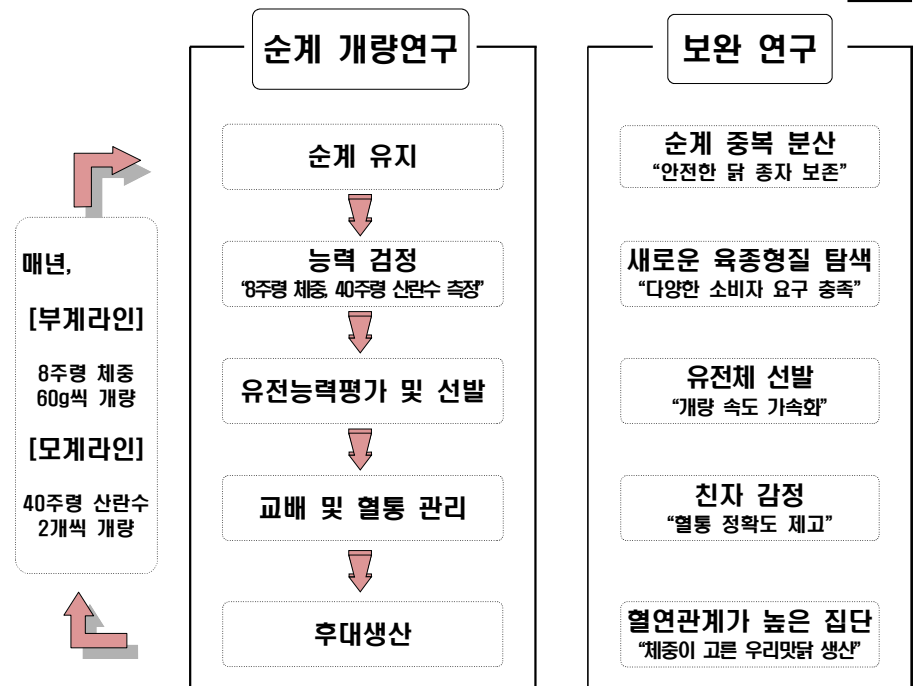 순계 개량연구
보완 연구
순계 유지
순계 중복 분산
“안전한 닭 종자 보존”
매년,
[부계라인]
8주령 체중
60g씩 개량
[모계라인]
40주령 산란수
2개씩 개량
능력 검정
“8주령 체중, 40주령 산란수 측정”
새로운 육종형질 탐색
“다양한 소비자 요구 충족”
유전능력평가 및 선발
유전체 선발
“개량 속도 가속화”
교배 및 혈통 관리
친자 감정
“혈통 정확도 제고”
후대생산
혈연관계가 높은 집단
“체중이 고른 우리맛닭 생산”